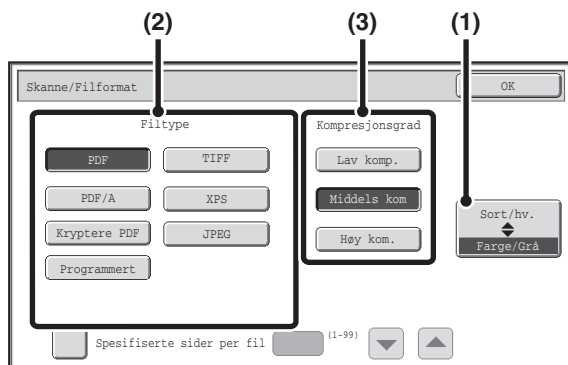 (2) (3) (1)
Skanne/Filformat OK
Filtype Kompresjonsgrad
PDF TIFF Lav komp.
PDF/A XPS Middels kom
Sort/hv.
Kryptere PDF JPEG Høy kom. Farge/Grå
Programmert
Spesifiserte sider per fil (1-99)